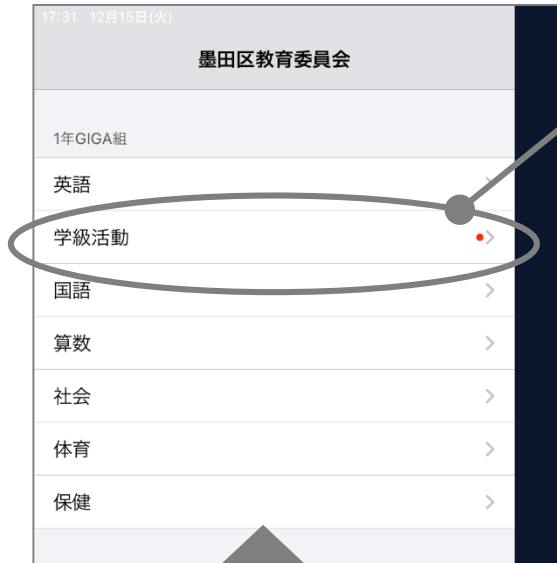 17:31 12月15日(火)
墨田区教育委員会
1年GIGA組
英語
学級活動
国語
算数
社会
体育
保健